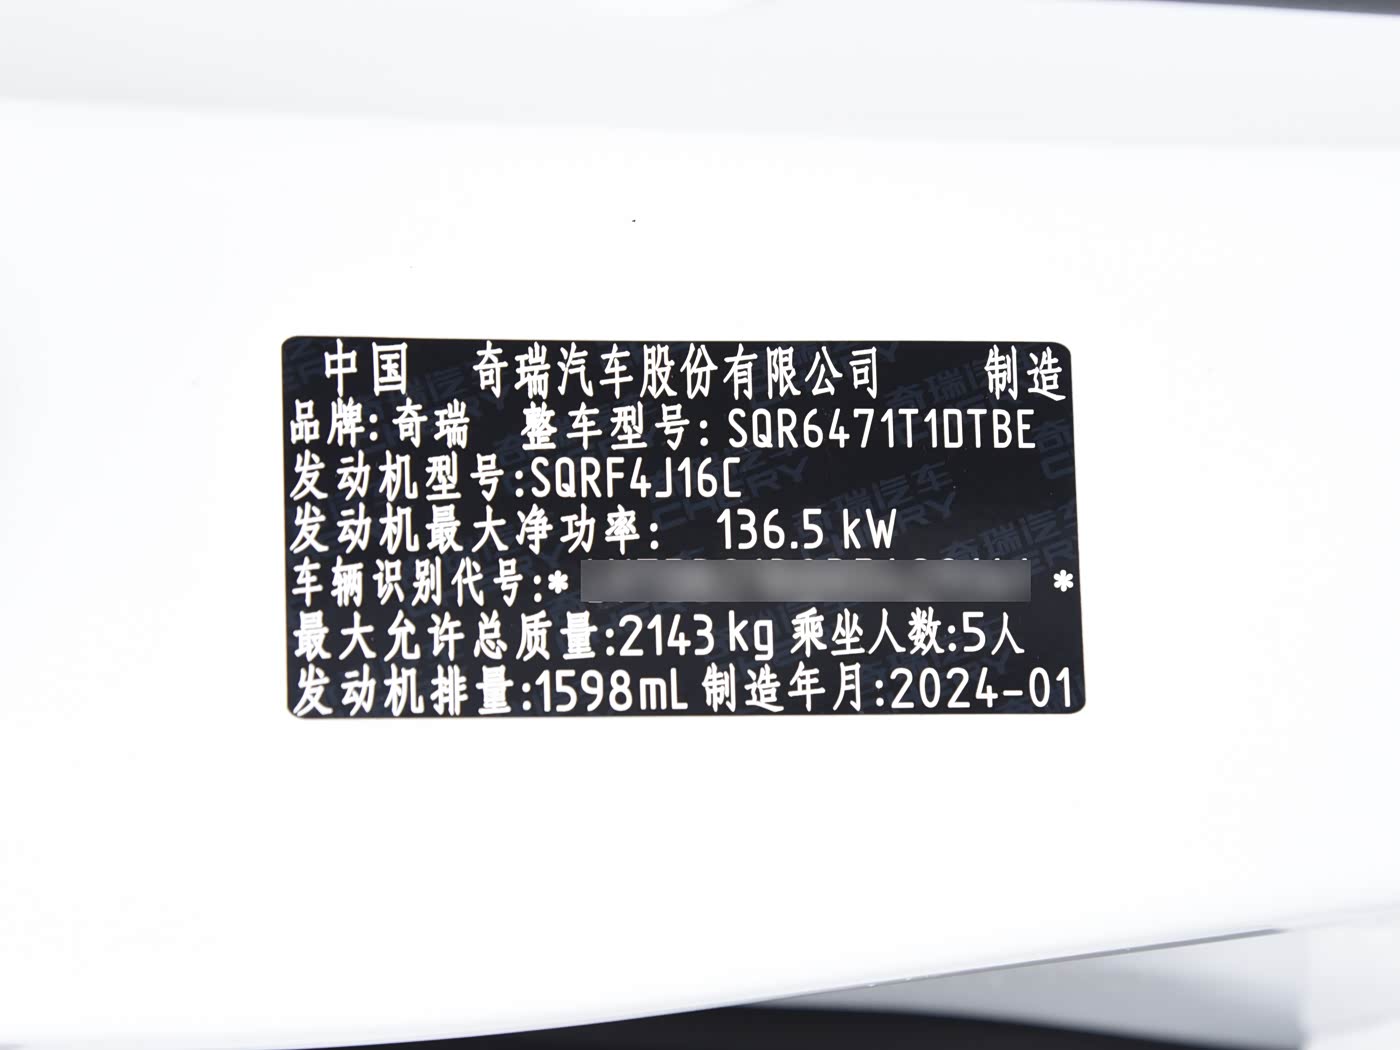 中国 奇瑞汽车股份有限公司 制造
品牌:奇瑞 整车型号:SQR6471T1DTBE
发动机型号:SQRF4J16C
发动机最大净功率: 136.5 kW
车辆识别代号:* *
最大允许总质量:2143kg 乘坐人数:5人
发动机排量:1598mL 制造年月:2024-01